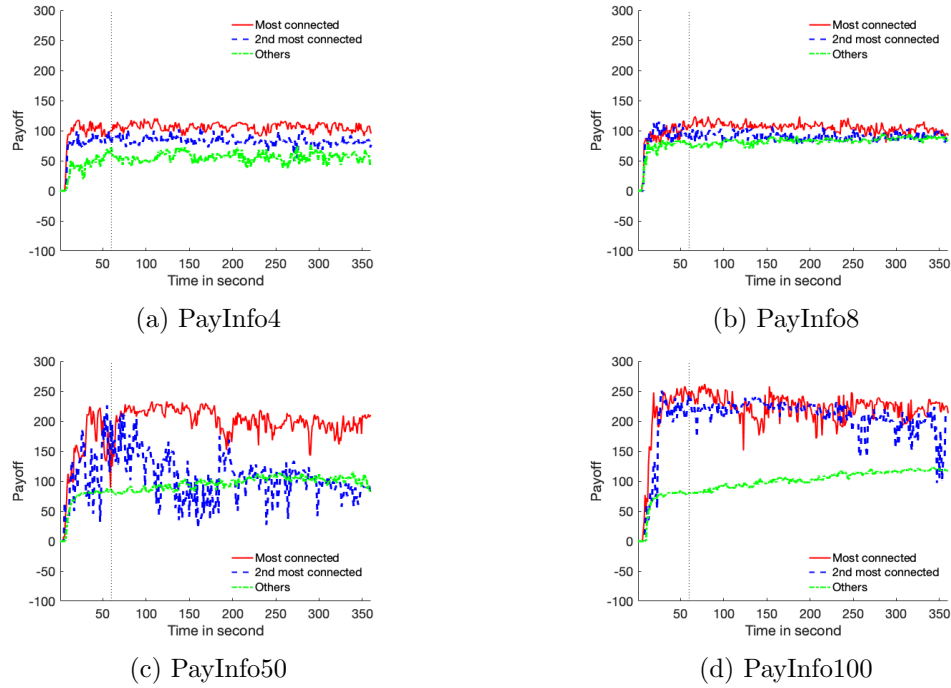 300
250
200
150
100
50
0
-50
-100
Payoff
50 100 150 200 250 300 350
Time in second
Most connected
2nd most connected
Others
(a) PayInfo4
300
250
200
150
100
50
0
-50
-100
Payoff
50 100 150 200 250 300 350
Time in second
Most connected
2nd most connected
Others
(b) PayInfo8
300
250
200
150
100
50
0
-50
-100
Payoff
50 100 150 200 250 300 350
Time in second
Most connected
2nd most connected
Others
(c) PayInfo50
300
250
200
150
100
50
0
-50
-100
Payoff
50 100 150 200 250 300 350
Time in second
Most connected
2nd most connected
Others
(d) PayInfo100